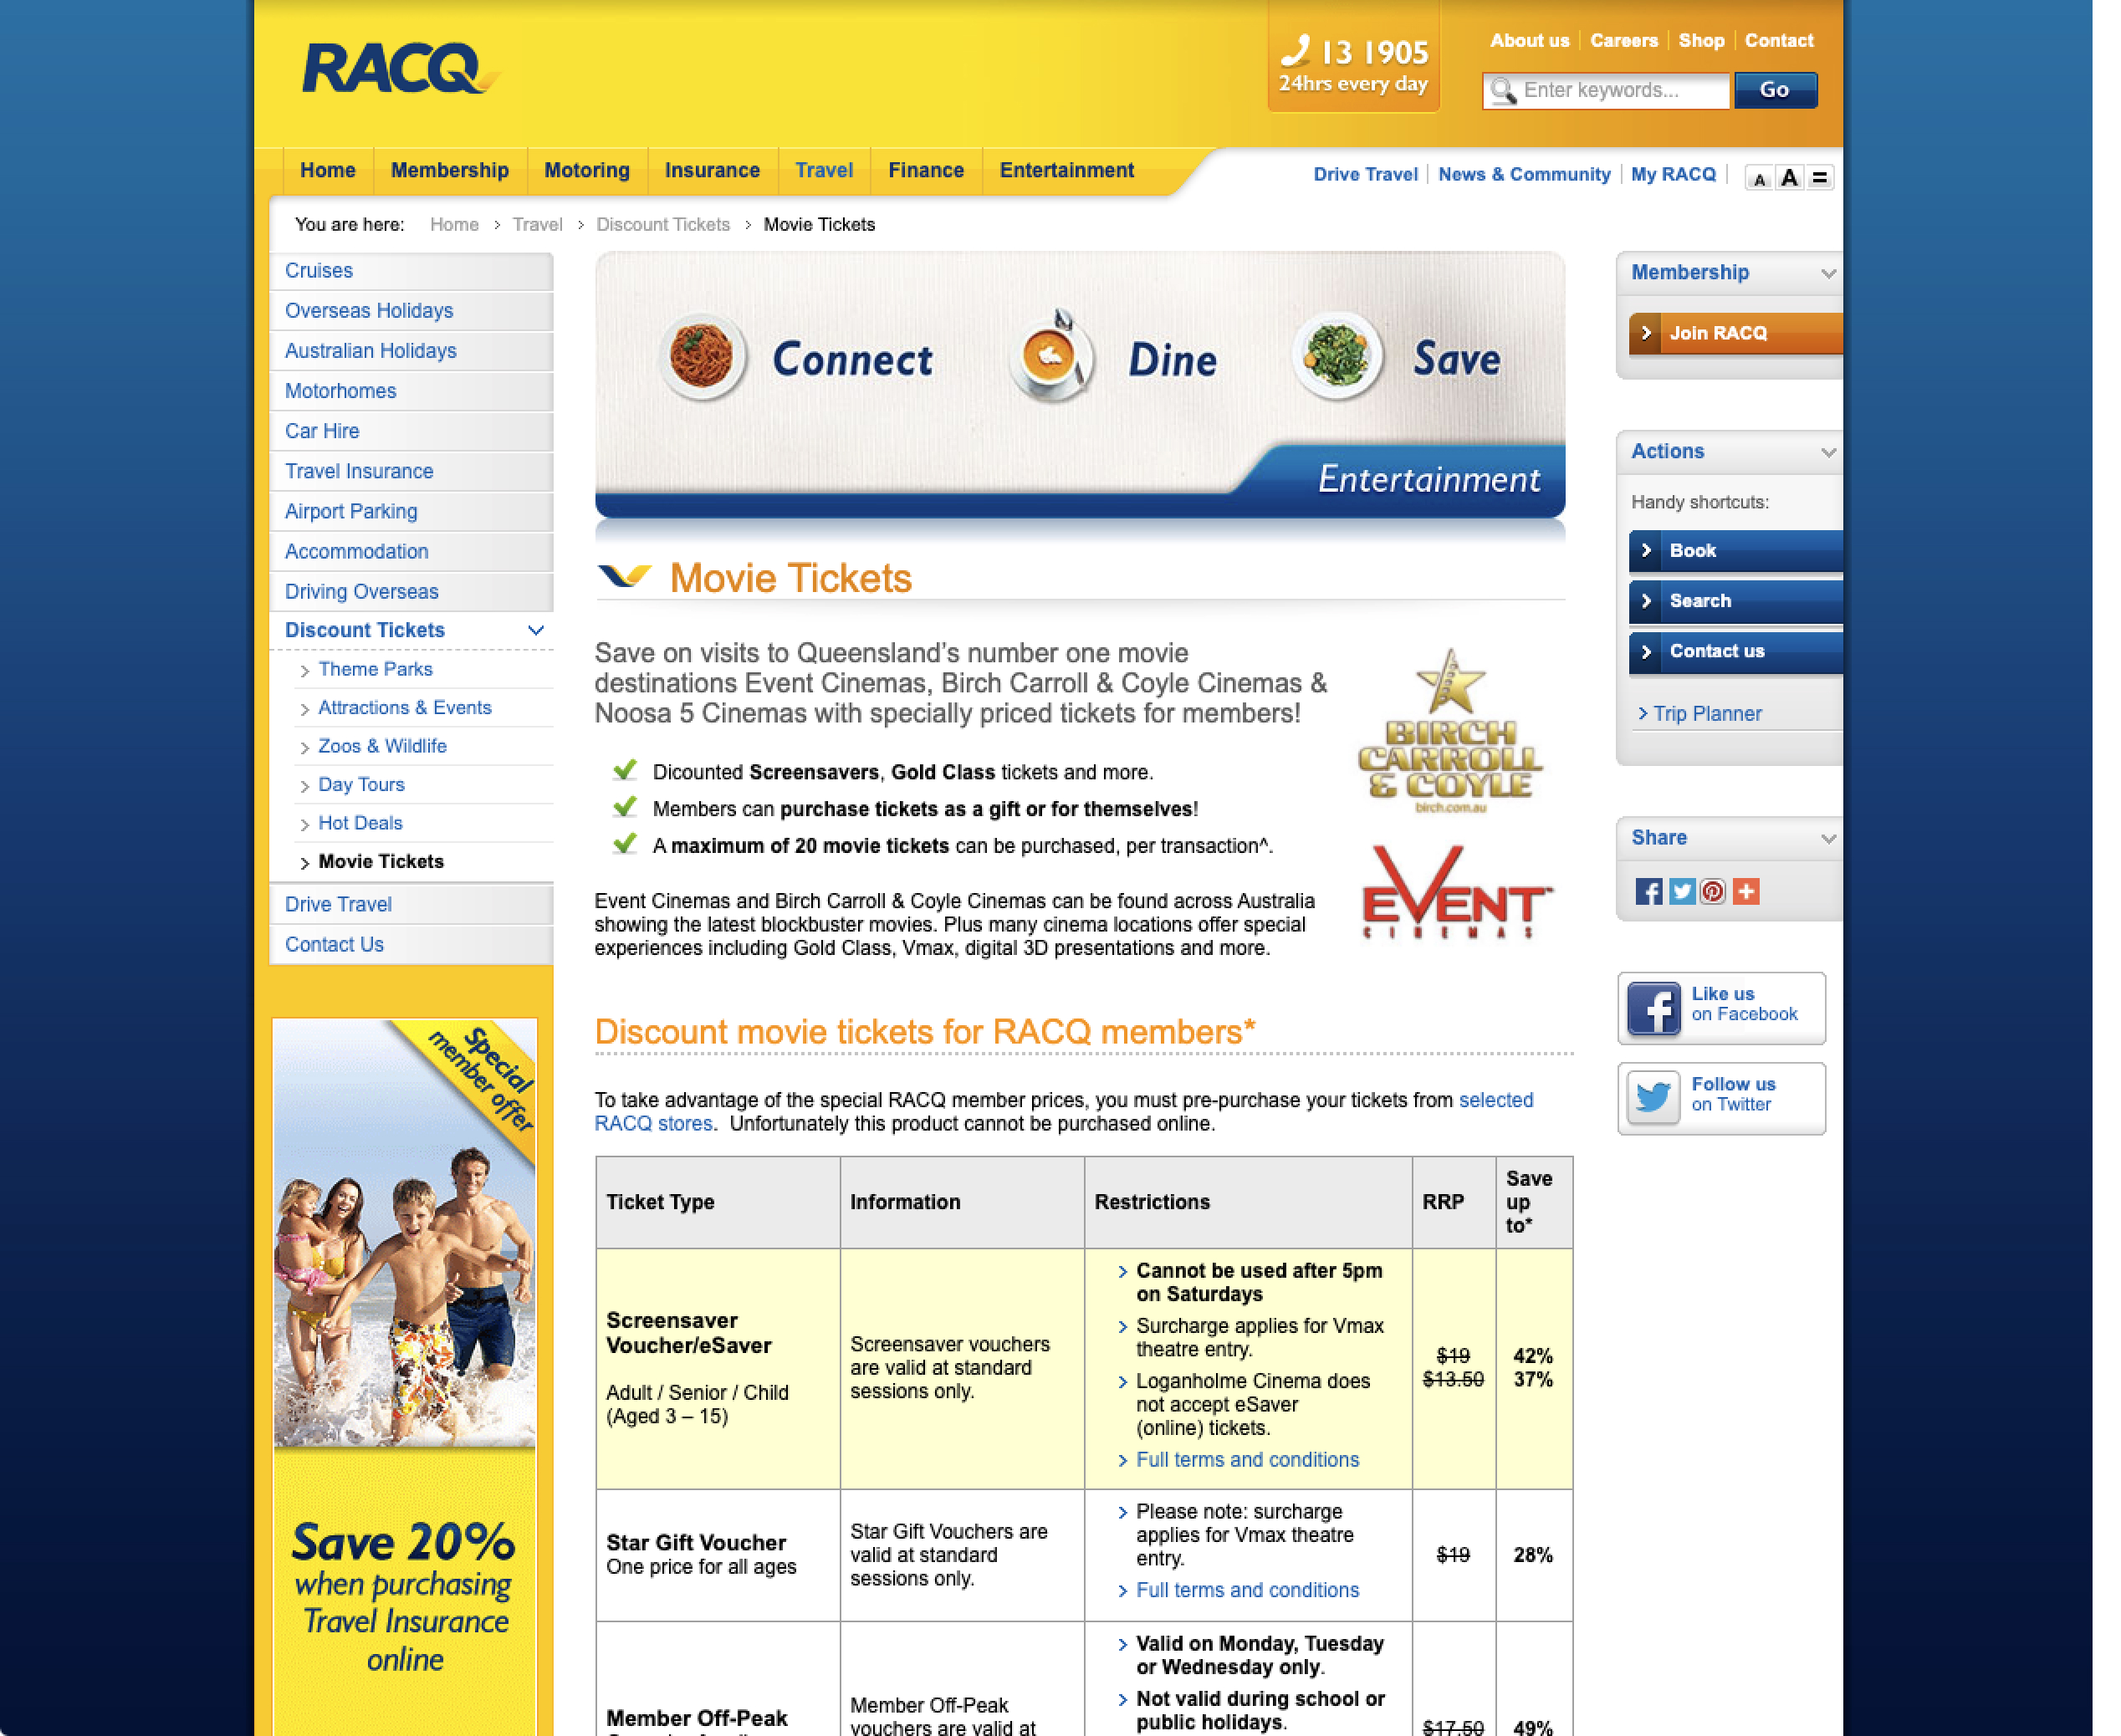 RACQ
13 1905
24hrs every day
About us
Careers
Shop
Contact
Enter keywords...
Go
Home
Membership
Motoring
Insurance
Travel
Finance
Entertainment
Drive Travel
News & Community
My RACQ
A
A
=
You are here: Home > Travel > Discount Tickets > Movie Tickets
Cruises
Overseas Holidays
Australian Holidays
Motorhomes
Car Hire
Travel Insurance
Airport Parking
Accommodation
Driving Overseas
Discount Tickets
Theme Parks
Attractions & Events
Zoos & Wildlife
Day Tours
Hot Deals
Movie Tickets
Drive Travel
Contact Us
Special
member offer
Save 20%
when purchasing
Travel Insurance
online
Connect
Dine
Save
Entertainment
Movie Tickets
Save on visits to Queensland’s number one movie
destinations Event Cinemas, Birch Carroll & Coyle Cinemas &
Noosa 5 Cinemas with specially priced tickets for members!
Dicounted Screensavers, Gold Class tickets and more.
Members can purchase tickets as a gift or for themselves!
A maximum of 20 movie tickets can be purchased, per transaction^.
BIRCH
CARROLL
& COYLE
birch.com.au
EVENT
CINEMAS
Event Cinemas and Birch Carroll & Coyle Cinemas can be found across Australia
showing the latest blockbuster movies. Plus many cinema locations offer special
experiences including Gold Class, Vmax, digital 3D presentations and more.
Discount movie tickets for RACQ members*
To take advantage of the special RACQ member prices, you must pre-purchase your tickets from selected
RACQ stores. Unfortunately this product cannot be purchased online.
Ticket Type
Information
Restrictions
RRP
Save
up
to*
Screensaver
Voucher/eSaver
Adult / Senior / Child
(Aged 3 – 15)
Screensaver vouchers
are valid at standard
sessions only.
Cannot be used after 5pm
on Saturdays
Surcharge applies for Vmax
theatre entry.
Loganholme Cinema does
not accept eSaver
(online) tickets.
Full terms and conditions
$19
$13.50
42%
37%
Star Gift Voucher
One price for all ages
Star Gift Vouchers are
valid at standard
sessions only.
Please note: surcharge
applies for Vmax theatre
entry.
Full terms and conditions
$19
28%
Member Off-Peak
Member Off-Peak
vouchers are valid at
Valid on Monday, Tuesday
or Wednesday only.
Not valid during school or
public holidays.
$17.50
49%
Membership
Join RACQ
Actions
Handy shortcuts:
Book
Search
Contact us
Trip Planner
Share
Like us
on Facebook
Follow us
on Twitter